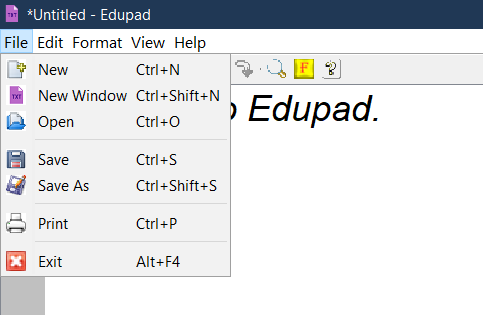 *Untitled - Edupad
File Edit Format View Help
New Ctrl+N
New Window Ctrl+Shift+N
Open Ctrl+O
Save Ctrl+S
Save As Ctrl+Shift+S
Print Ctrl+P
Exit Alt+F4
Edupad.